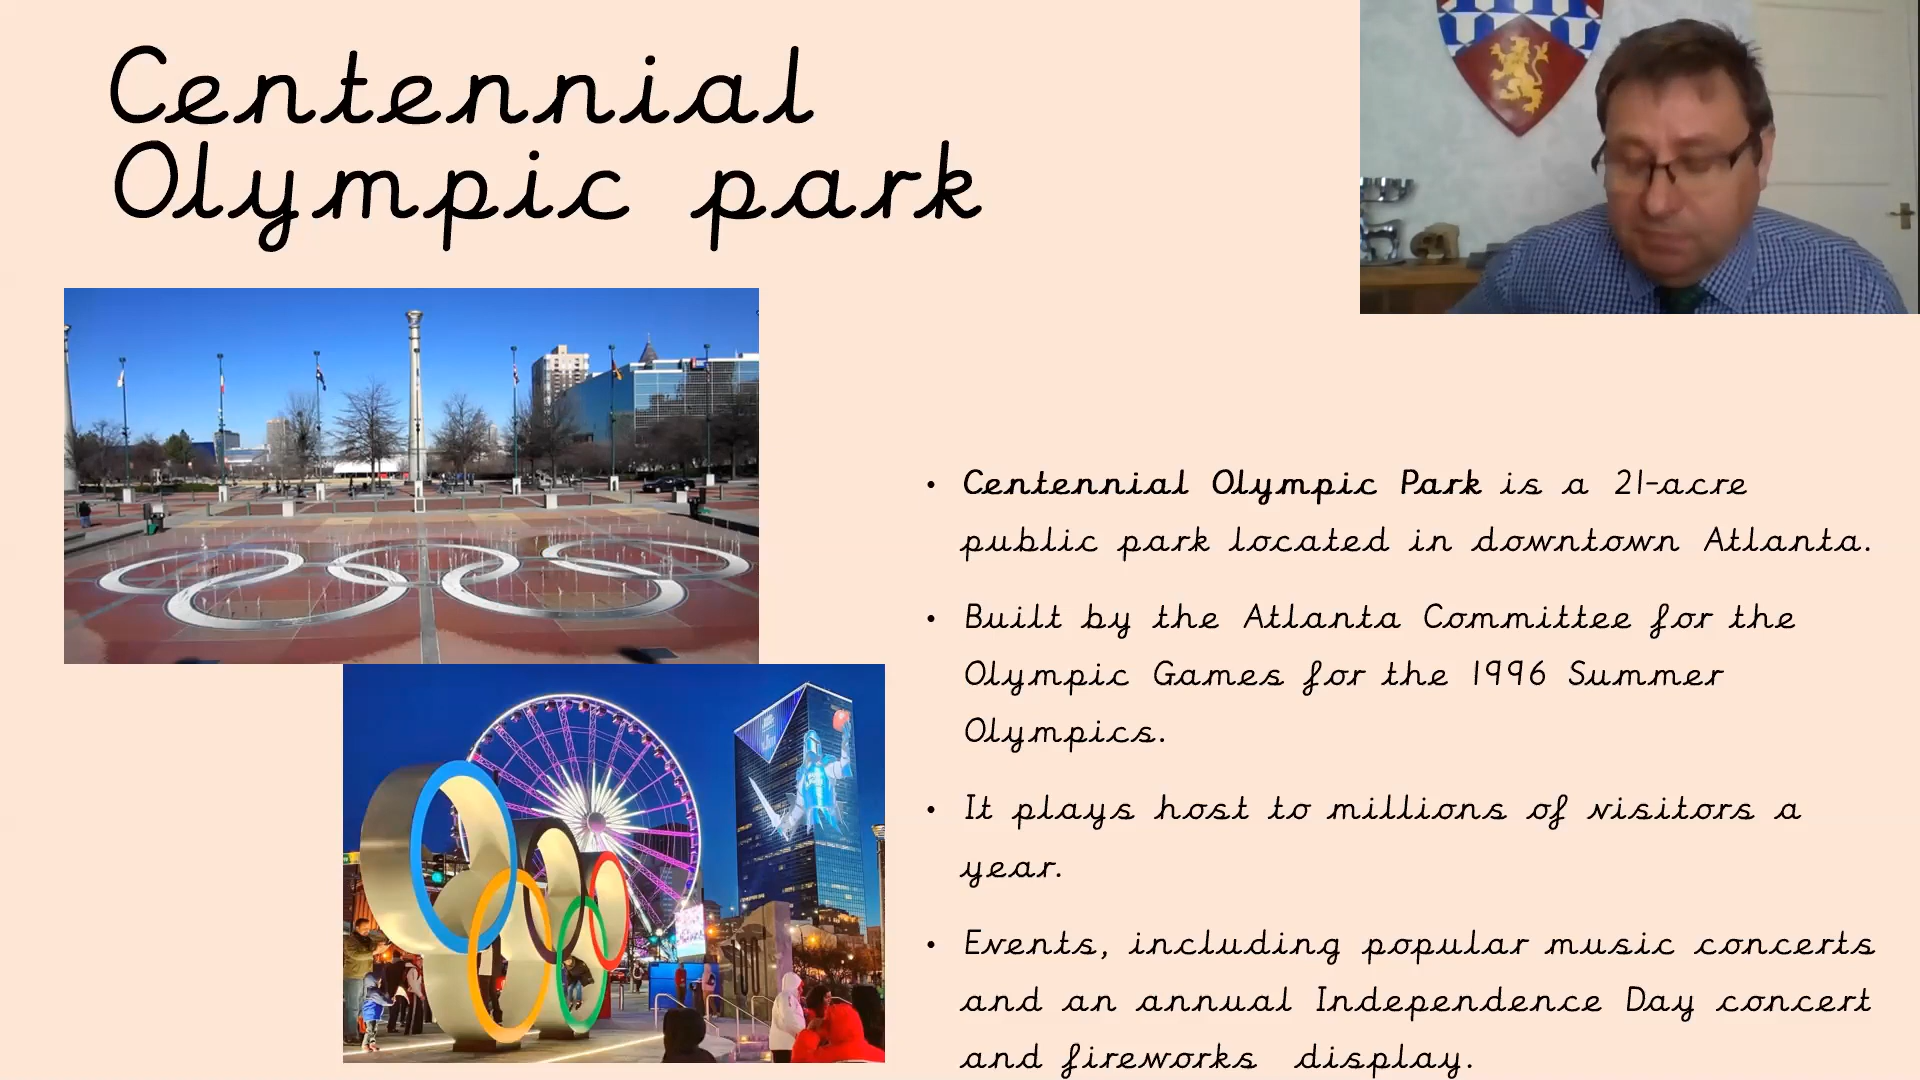 Centennial
Olympic park
• Centennial Olympic Park is a 21-acre
public park located in downtown Atlanta.
• Built by the Atlanta Committee for the
Olympic Games for the 1996 Summer
Olympics.
• It plays host to millions of visitors a
year.
• Events, including popular music concerts
and an annual Independence Day concert
and fireworks display.